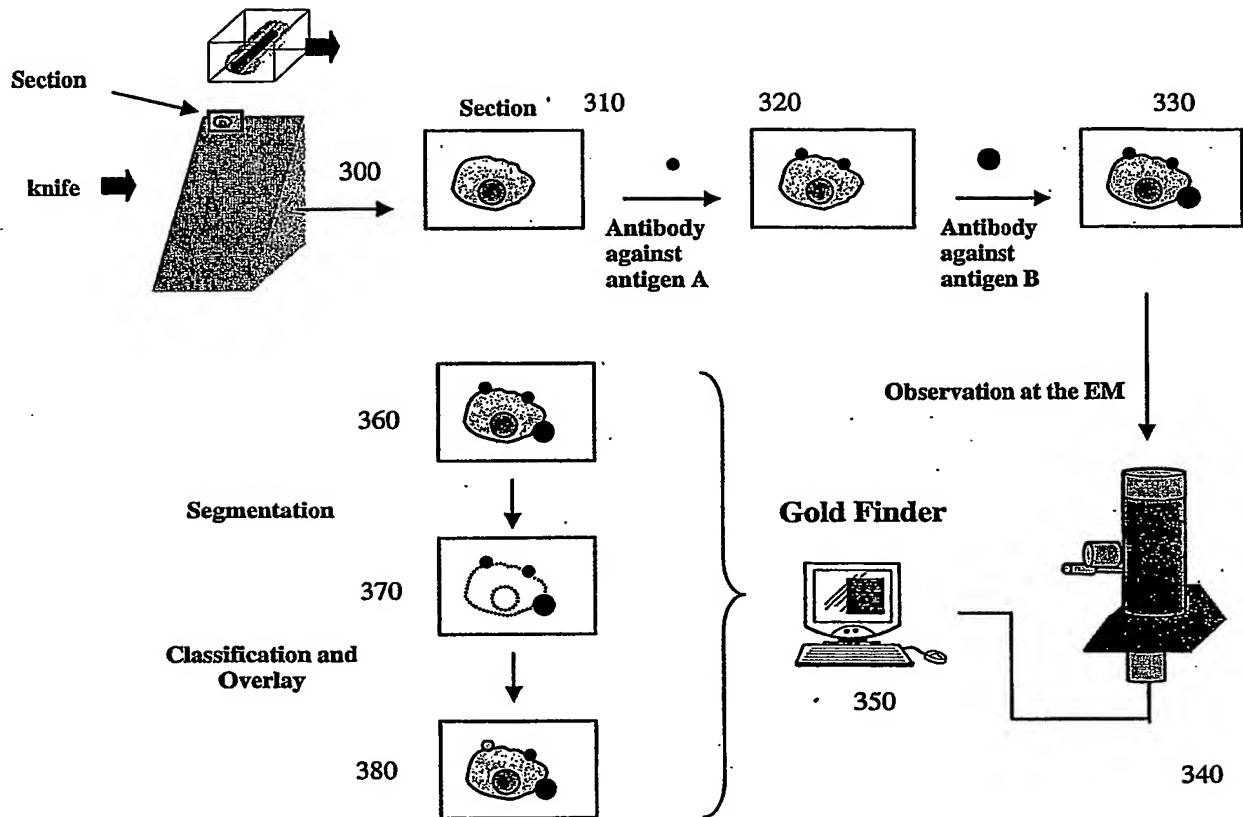 Section
knife
300
Section
310
320
330
Antibody
against
antigen A
Antibody
against
antigen B
Observation at the EM
360
Segmentation
370
Classification and
Overlay
380
Gold Finder
350
340